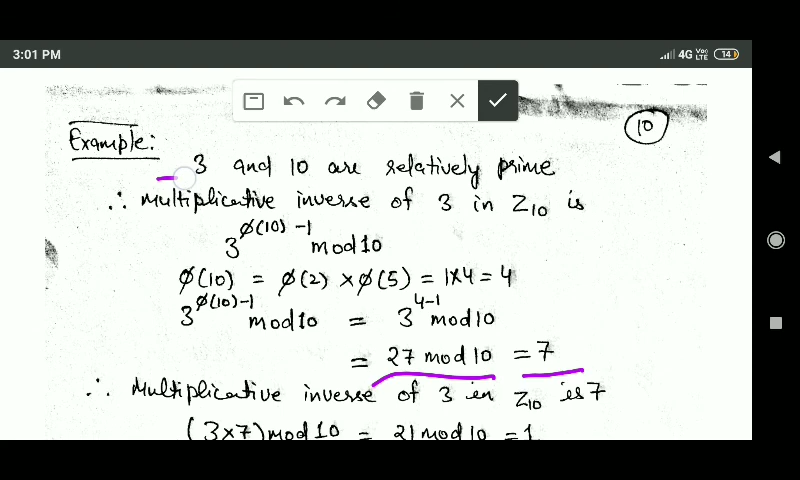 3:01 PM
4G Vo) LTE 14
10
Example:
3 and 10 are relatively prime
∴ Multiplicative inverse of 3 in Z₁₀ is
3^(φ(10)-1) mod 10
φ(10) = φ(2) × φ(5) = 1×4 = 4
3^(φ(10)-1) mod 10 = 3^(4-1) mod 10
= 27 mod 10 = 7
∴ Multiplicative inverse of 3 in Z₁₀ is 7
(3×7) mod 10 = 21 mod 10 = 1.